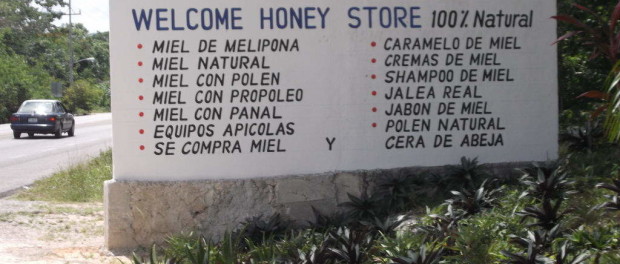 WELCOME HONEY STORE 100% Natural
• MIEL DE MELIPONA
• MIEL NATURAL
• MIEL CON POLEN
• MIEL CON PROPOLEO
• MIEL CON PANAL
• EQUIPOS APICOLAS
• SE COMPRA MIEL Y
• CARAMELO DE MIEL
• CREMAS DE MIEL
• SHAMPOO DE MIEL
• JALEA REAL
• JABON DE MIEL
• POLEN NATURAL
CERA DE ABEJA